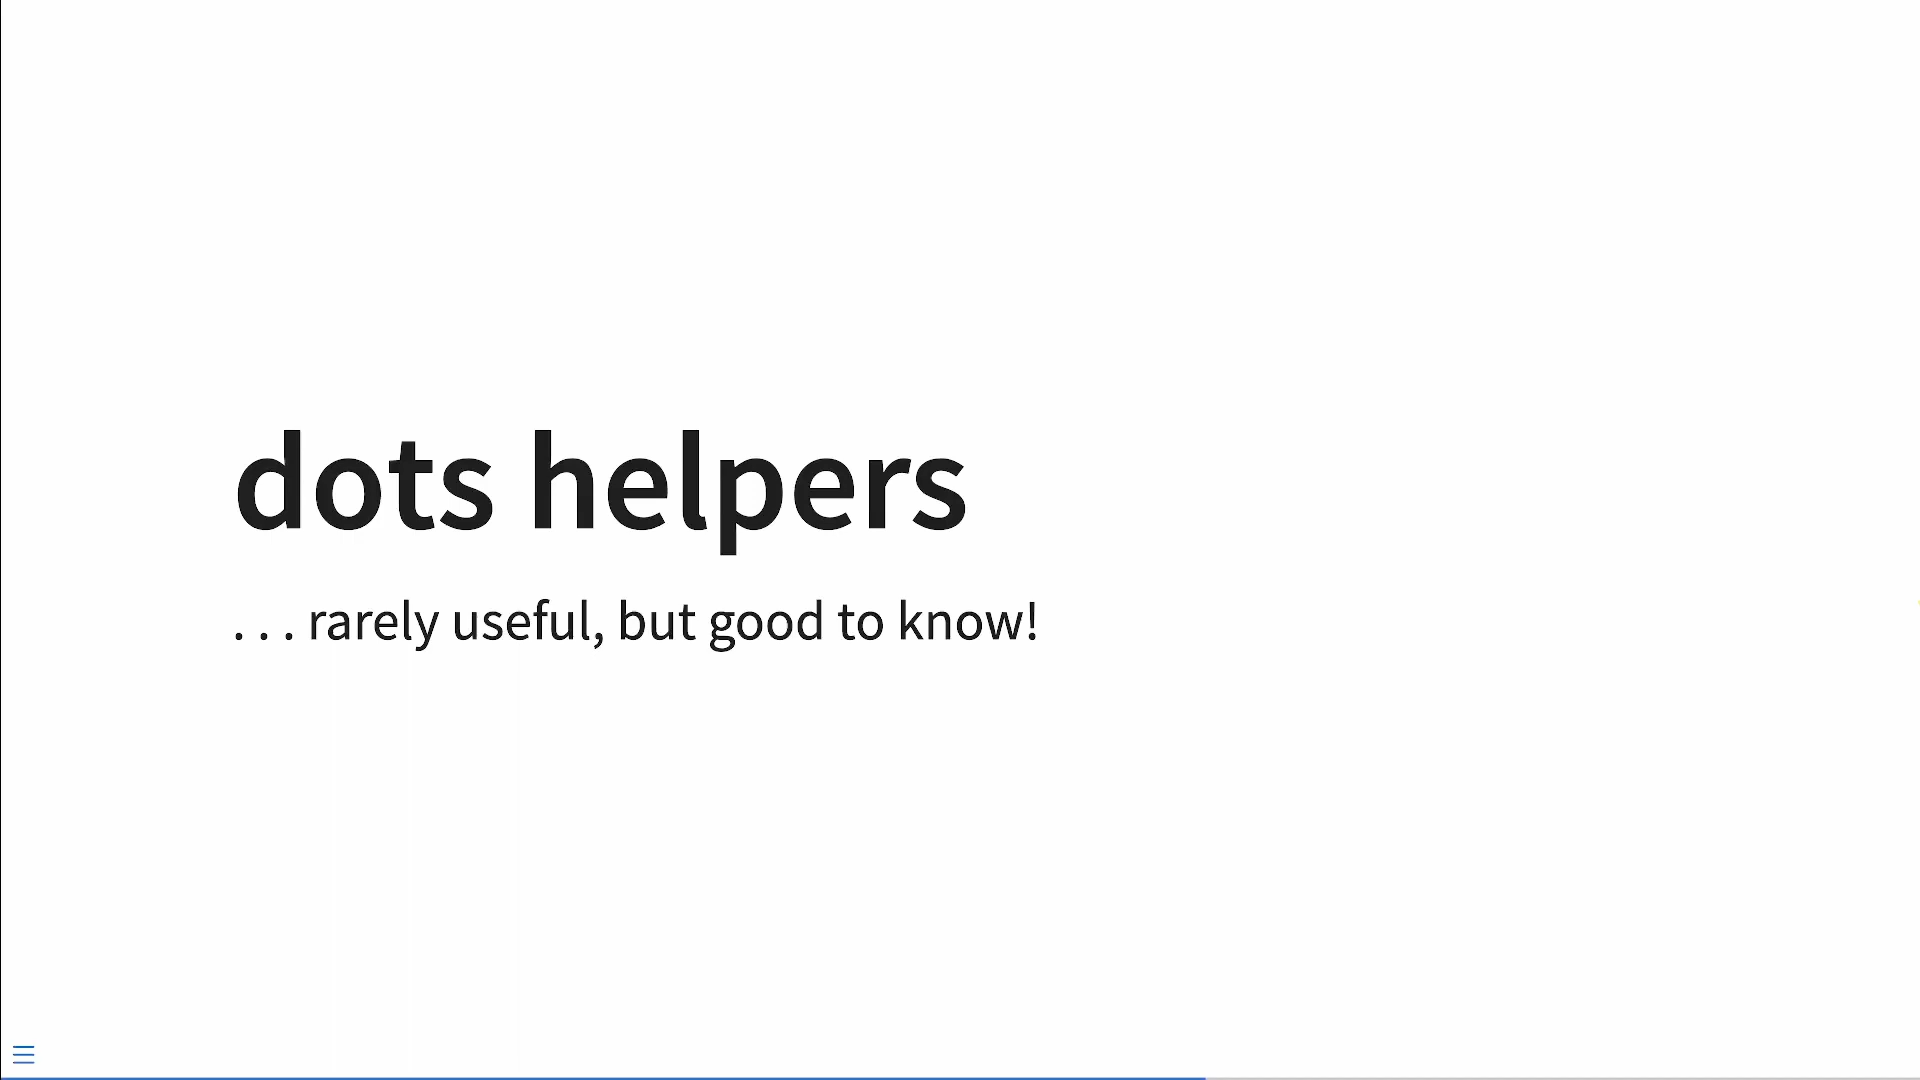 dots helpers
. . . rarely useful, but good to know!